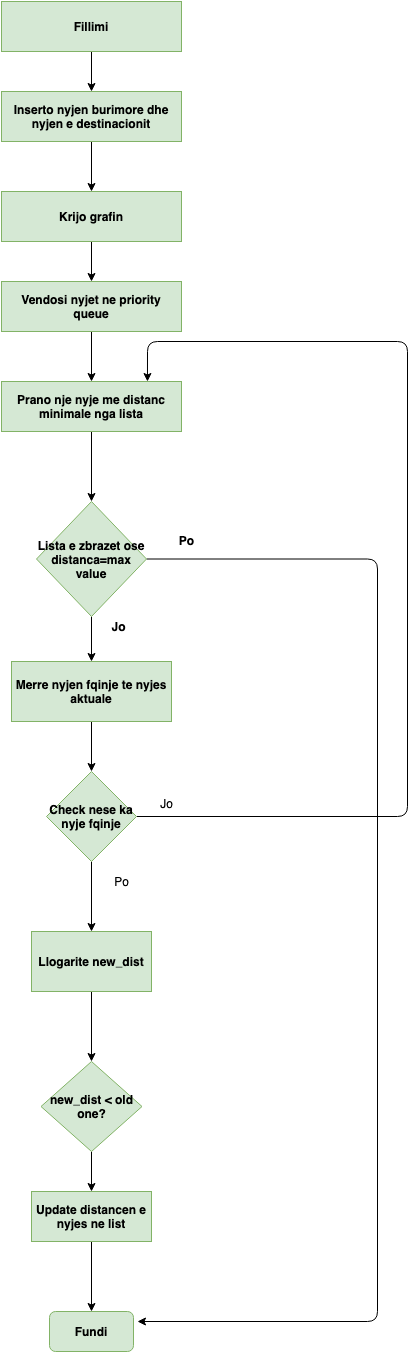 Fillimi
Inserto nyjen burimore dhe
nyjen e destinacionit
Krijo grafin
Vendosi nyjet ne priority
queue
Prano nje nyje me distanc
minimale nga lista
Lista e zbrazet ose
distanca=max
value
Po
Jo
Merre nyjen fqinje te nyjes
aktuale
Check nese ka
nyje fqinje
Jo
Po
Llogarite new_dist
new_dist < old
one?
Update distancen e
nyjes ne list
Fundi